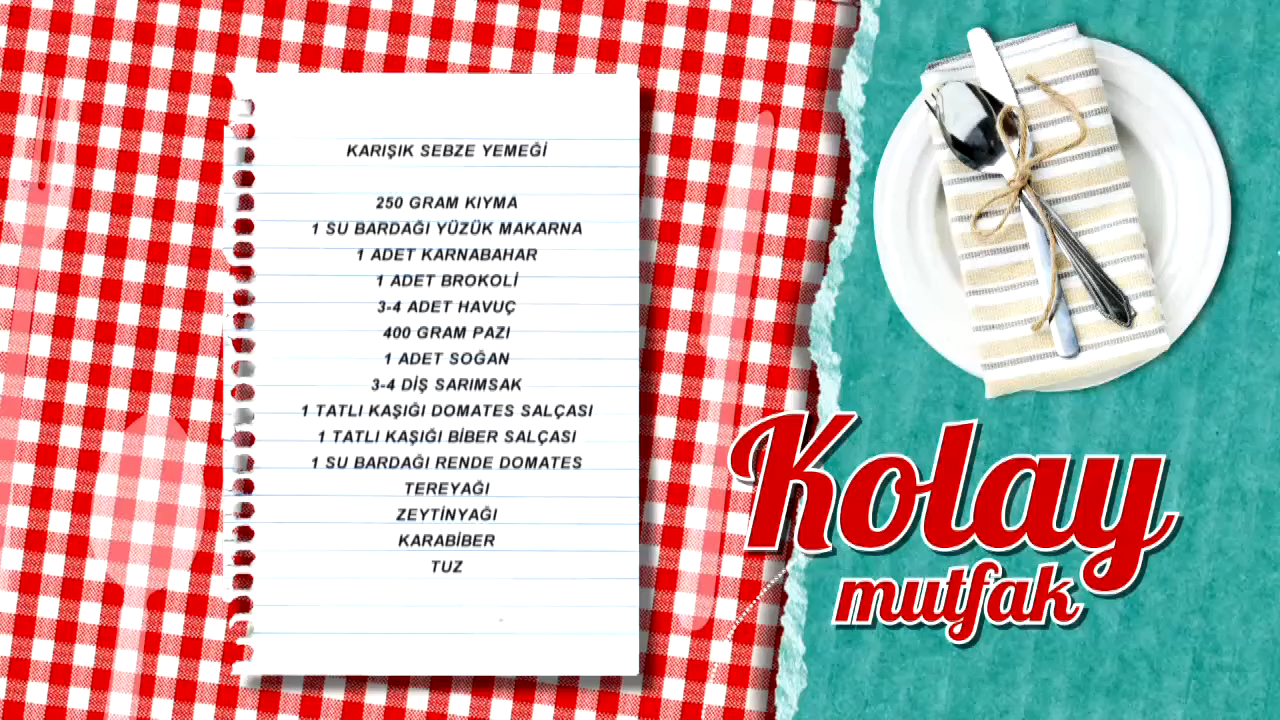 KARIŞIK SEBZE YEMEĞİ
250 GRAM KIYMA
1 SU BARDAĞI YÜZÜK MAKARNA
1 ADET KARNABAHAR
1 ADET BROKOLİ
3-4 ADET HAVUÇ
400 GRAM PAZI
1 ADET SOĞAN
3-4 DİŞ SARIMSAK
1 TATLI KAŞIĞI DOMATES SALÇASI
1 TATLI KAŞIĞI BİBER SALÇASI
1 SU BARDAĞI RENDE DOMATES
TEREYAĞI
ZEYTİNYAĞI
KARABİBER
TUZ
Kolay
mutfak